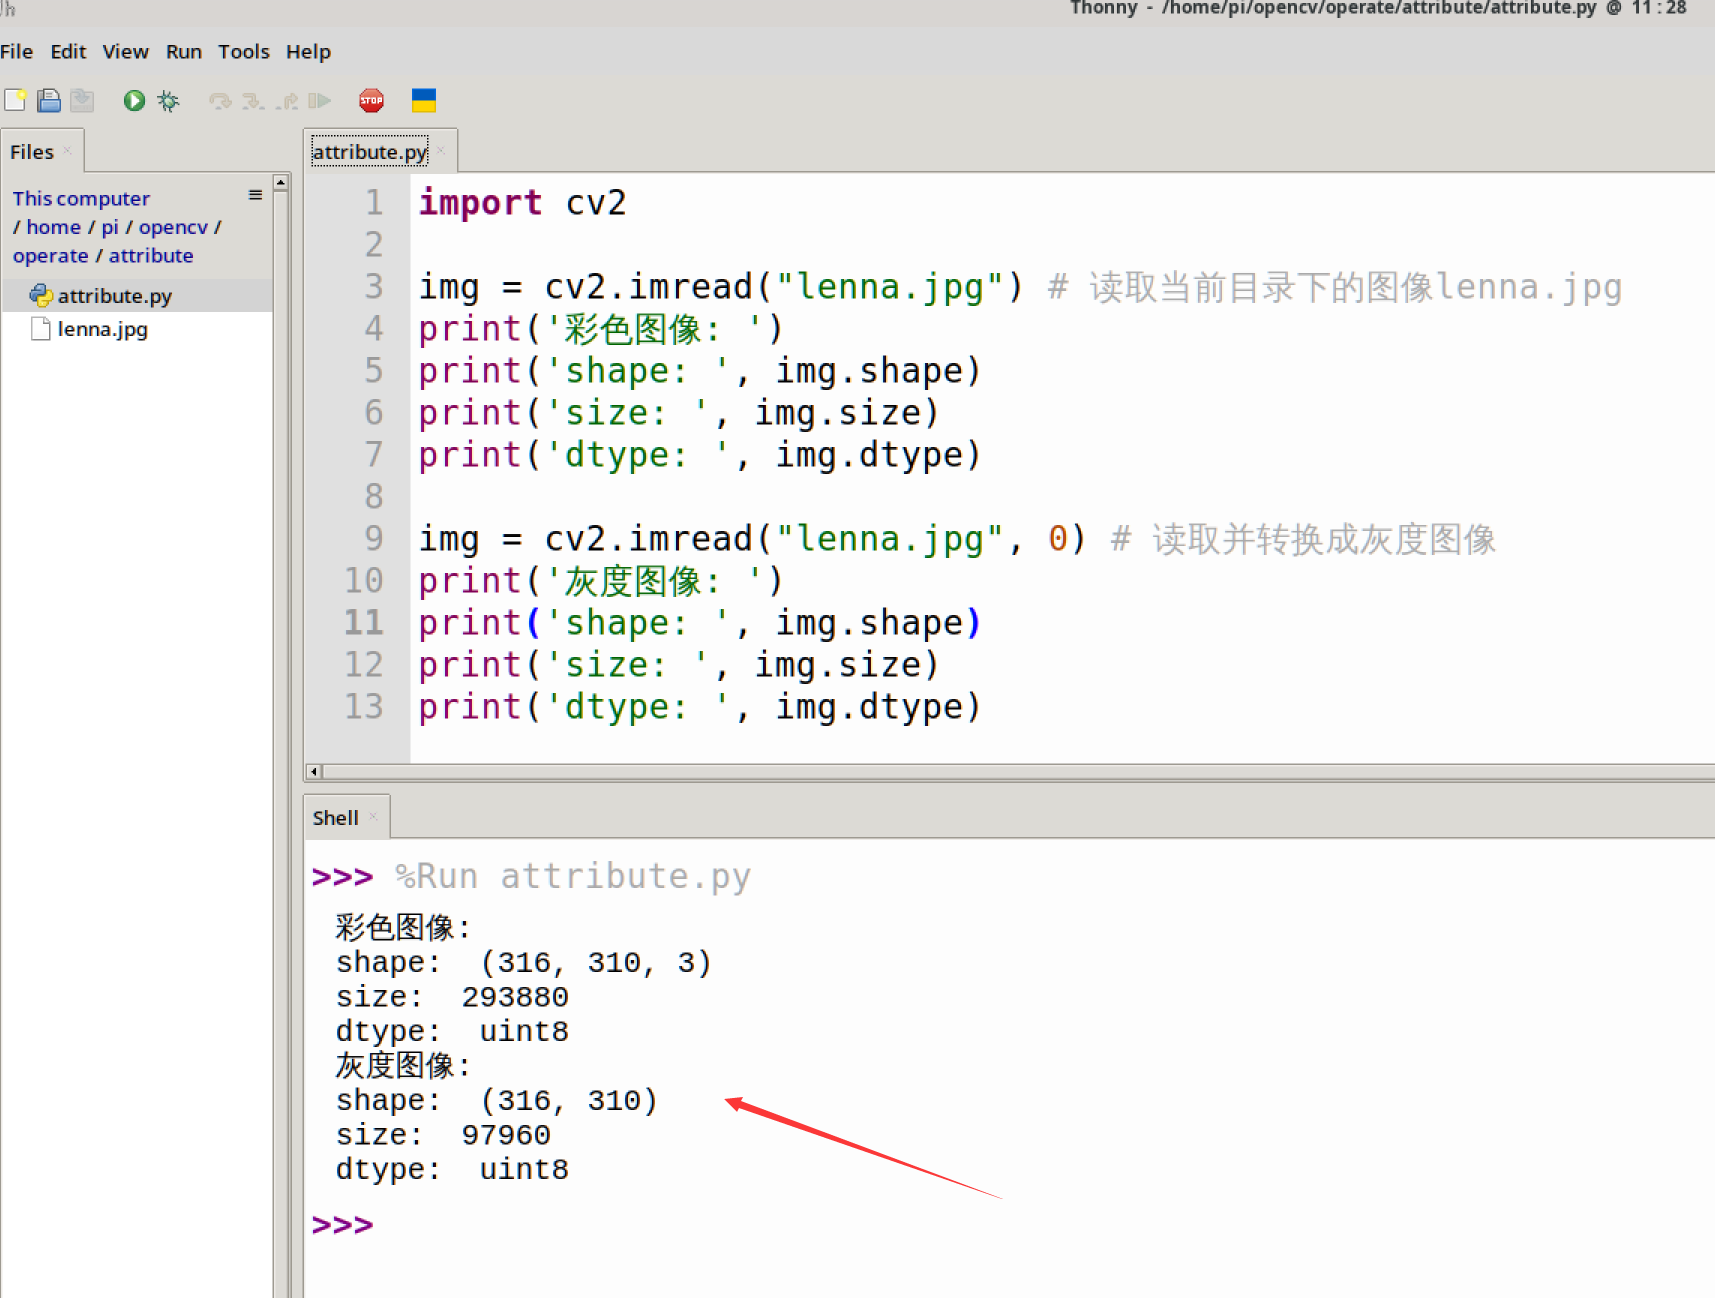 Thonny - /home/pi/opencv/operate/attribute/attribute.py @ 11:28
File Edit View Run Tools Help
STOP
Files
This computer
/ home / pi / opencv /
operate / attribute
attribute.py
lenna.jpg
attribute.py
1 import cv2
2
3 img = cv2.imread("lenna.jpg") # 读取当前目录下的图像lenna.jpg
4 print('彩色图像: ')
5 print('shape: ', img.shape)
6 print('size: ', img.size)
7 print('dtype: ', img.dtype)
8
9 img = cv2.imread("lenna.jpg", 0) # 读取并转换成灰度图像
10 print('灰度图像: ')
11 print('shape: ', img.shape)
12 print('size: ', img.size)
13 print('dtype: ', img.dtype)
Shell
>>> %Run attribute.py
彩色图像:
shape:  (316, 310, 3)
size:  293880
dtype:  uint8
灰度图像:
shape:  (316, 310)
size:  97960
dtype:  uint8
>>>